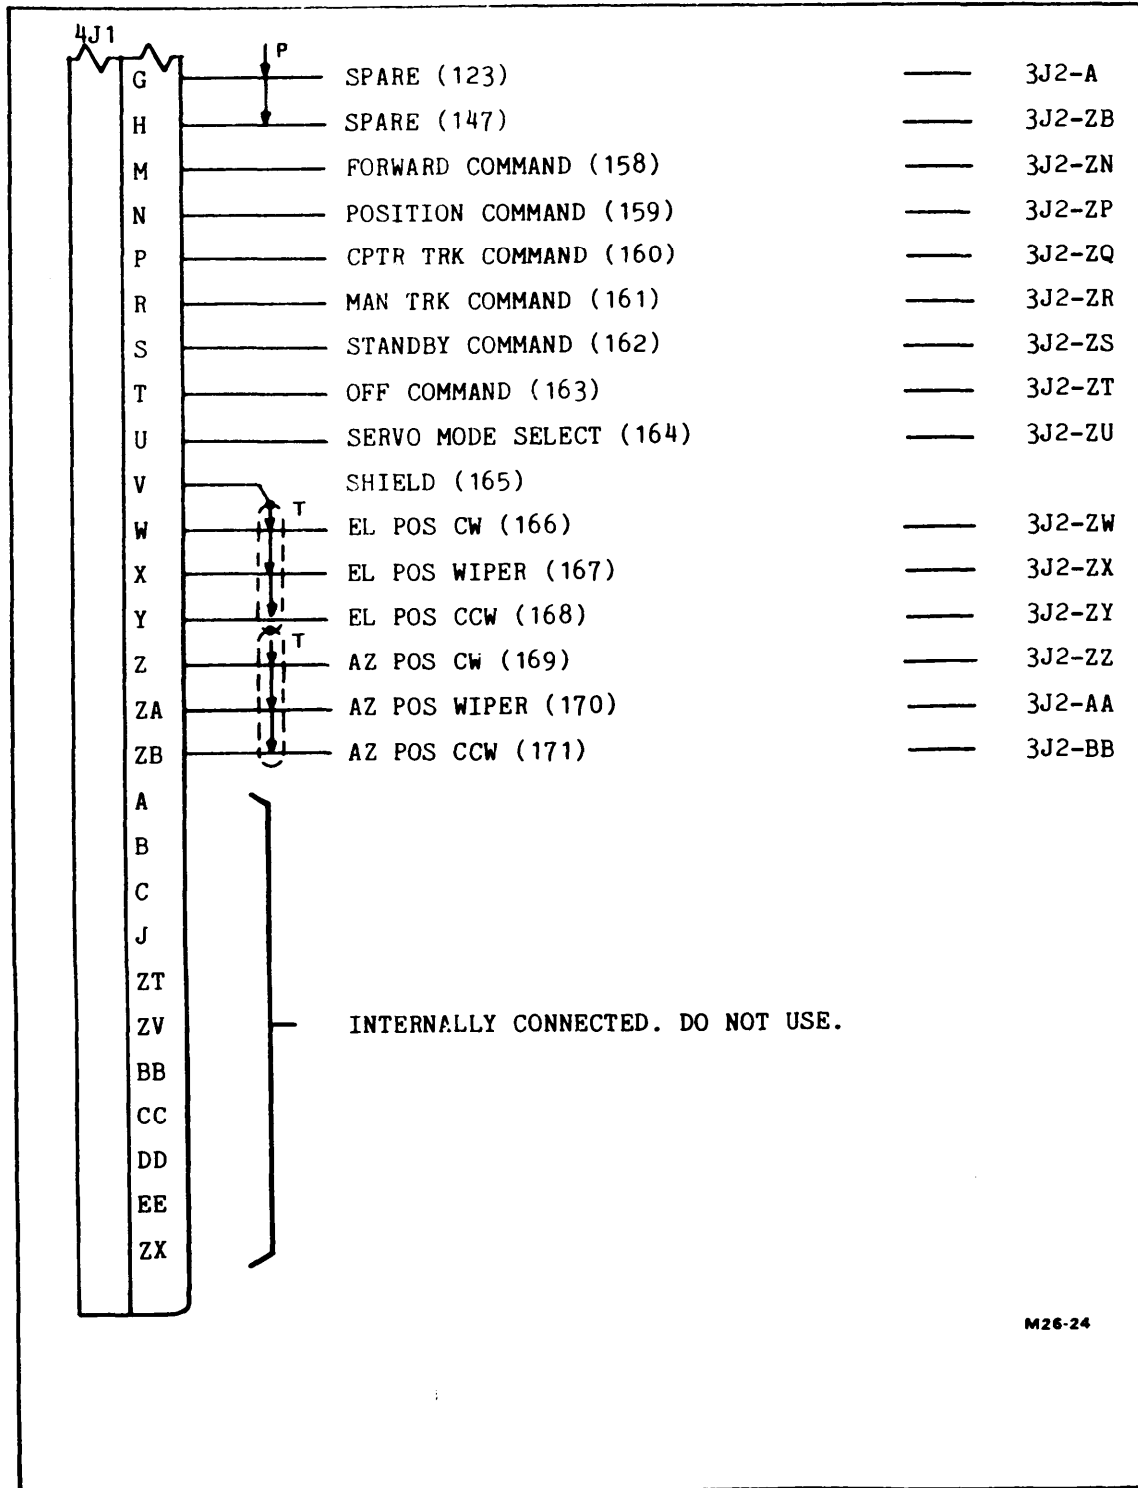 4J1
P
G SPARE (123) 3J2-A
H SPARE (147) 3J2-ZB
M FORWARD COMMAND (158) 3J2-ZN
N POSITION COMMAND (159) 3J2-ZP
P CPTR TRK COMMAND (160) 3J2-ZQ
R MAN TRK COMMAND (161) 3J2-ZR
S STANDBY COMMAND (162) 3J2-ZS
T OFF COMMAND (163) 3J2-ZT
U SERVO MODE SELECT (164) 3J2-ZU
V SHIELD (165)
T
W EL POS CW (166) 3J2-ZW
X EL POS WIPER (167) 3J2-ZX
Y EL POS CCW (168) 3J2-ZY
T
Z AZ POS CW (169) 3J2-ZZ
ZA AZ POS WIPER (170) 3J2-AA
ZB AZ POS CCW (171) 3J2-BB
A
B
C
J
ZT
ZV INTERNALLY CONNECTED. DO NOT USE.
BB
CC
DD
EE
ZX
M26-24